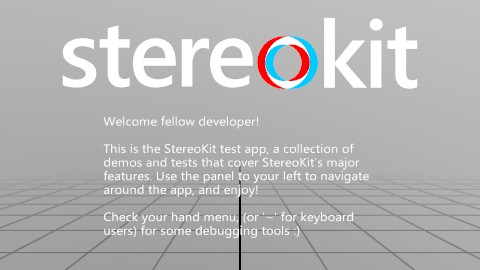 stereokit
Welcome fellow developer!
This is the StereoKit test app, a collection of
demos and tests that cover StereoKit's major
features. Use the panel to your left to navigate
around the app, and enjoy!
Check your hand menu, (or '~' for keyboard
users) for some debugging tools :)